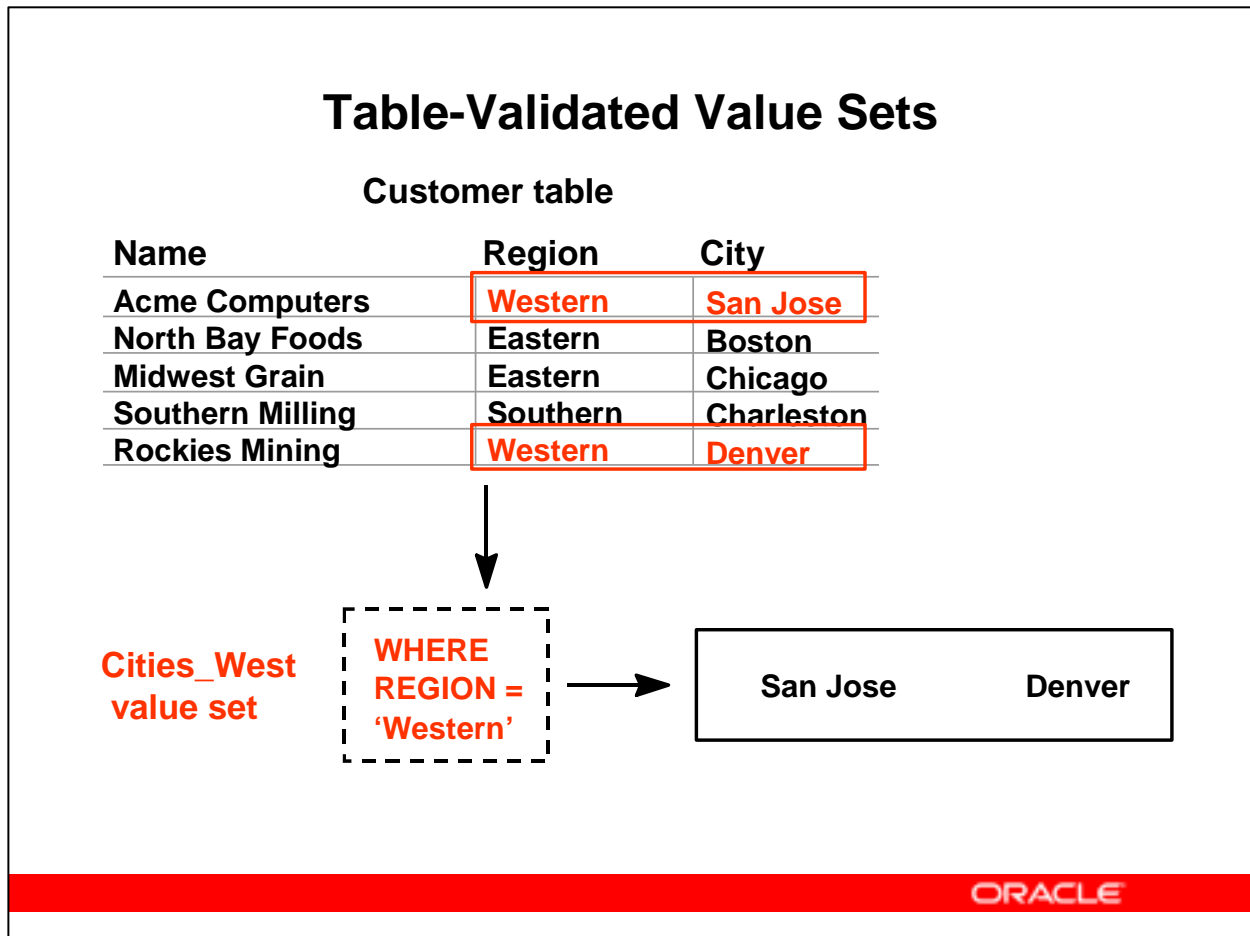 Table-Validated Value Sets
Customer table
Name Region City
Acme Computers Western San Jose
North Bay Foods Eastern Boston
Midwest Grain Eastern Chicago
Southern Milling Southern Charleston
Rockies Mining Western Denver
Cities_West
value set
WHERE
REGION =
‘Western’
San Jose Denver
ORACLE